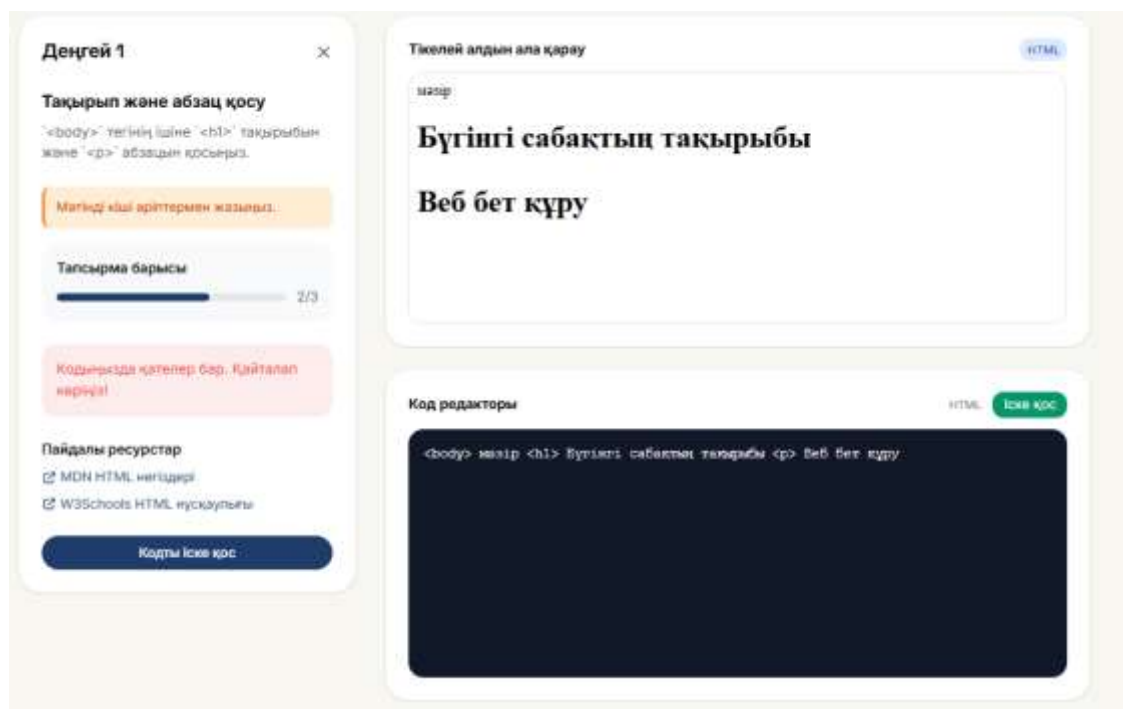 Деңгей 1
×
Тақырып және абзац қосу
`<body>` тегінің ішіне `<h1>` тақырыбын
және `<p>` абзацын қосыңыз.
Мәтінді кіші әріптермен жазыңыз.
Тапсырма барысы
2/3
Кодыңызда қателер бар. Қайталап
көріңіз!
Пайдалы ресурстар
MDN HTML негіздері
W3Schools HTML нұсқаулығы
Кодты іске қос
Тікелей алдын ала қарау
HTML
мәзір
Бүгінгі сабақтың тақырыбы
Веб бет құру
Код редакторы
HTML
Іске қос
<body> мәзір <h1> Бүгінгі сабақтың тақырыбы <p> Веб бет құру